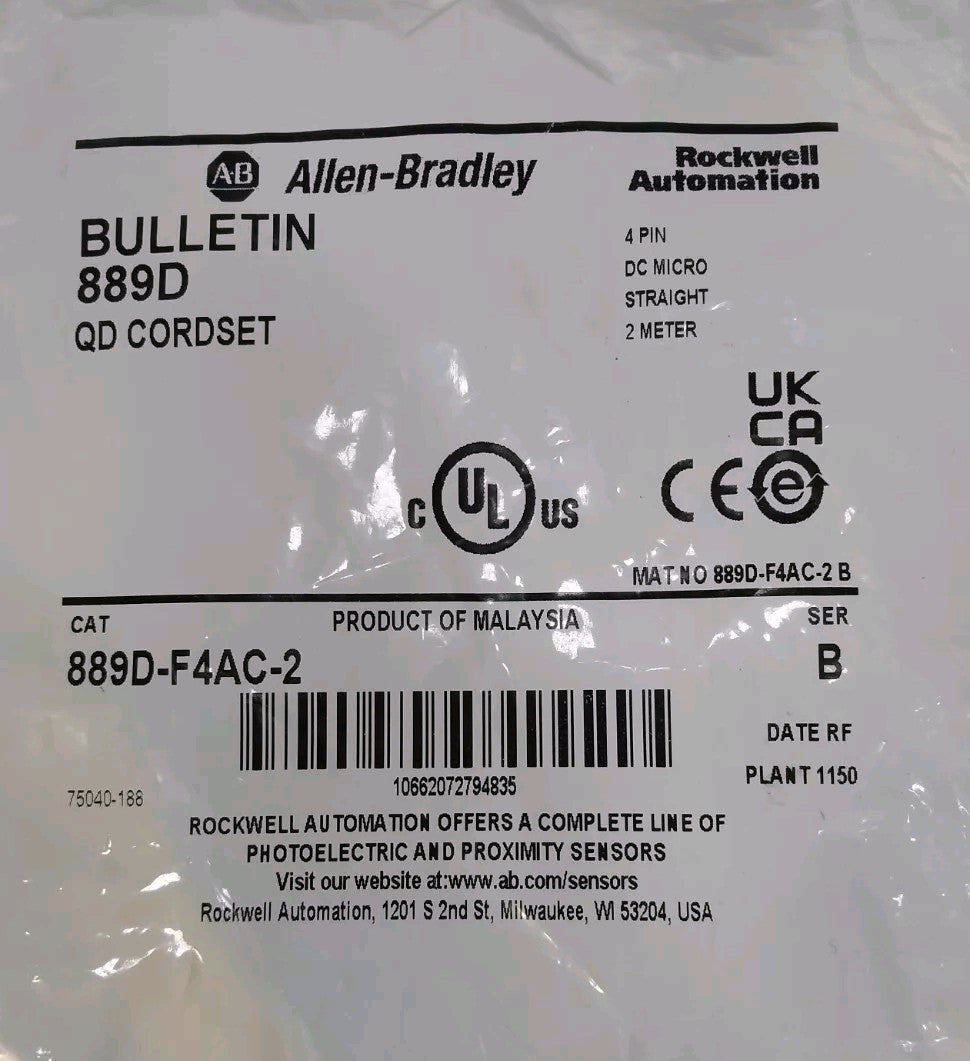 A·B Allen-Bradley
Rockwell
Automation
BULLETIN
889D
QD CORDSET
4 PIN
DC MICRO
STRAIGHT
2 METER
UK
CA
C UL US
CE e
MAT NO 889D-F4AC-2 B
CAT
PRODUCT OF MALAYSIA
SER
889D-F4AC-2
B
DATE RF
PLANT 1150
10662072794835
75040-188
ROCKWELL AUTOMATION OFFERS A COMPLETE LINE OF
PHOTOELECTRIC AND PROXIMITY SENSORS
Visit our website at:www.ab.com/sensors
Rockwell Automation, 1201 S 2nd St, Milwaukee, WI 53204, USA